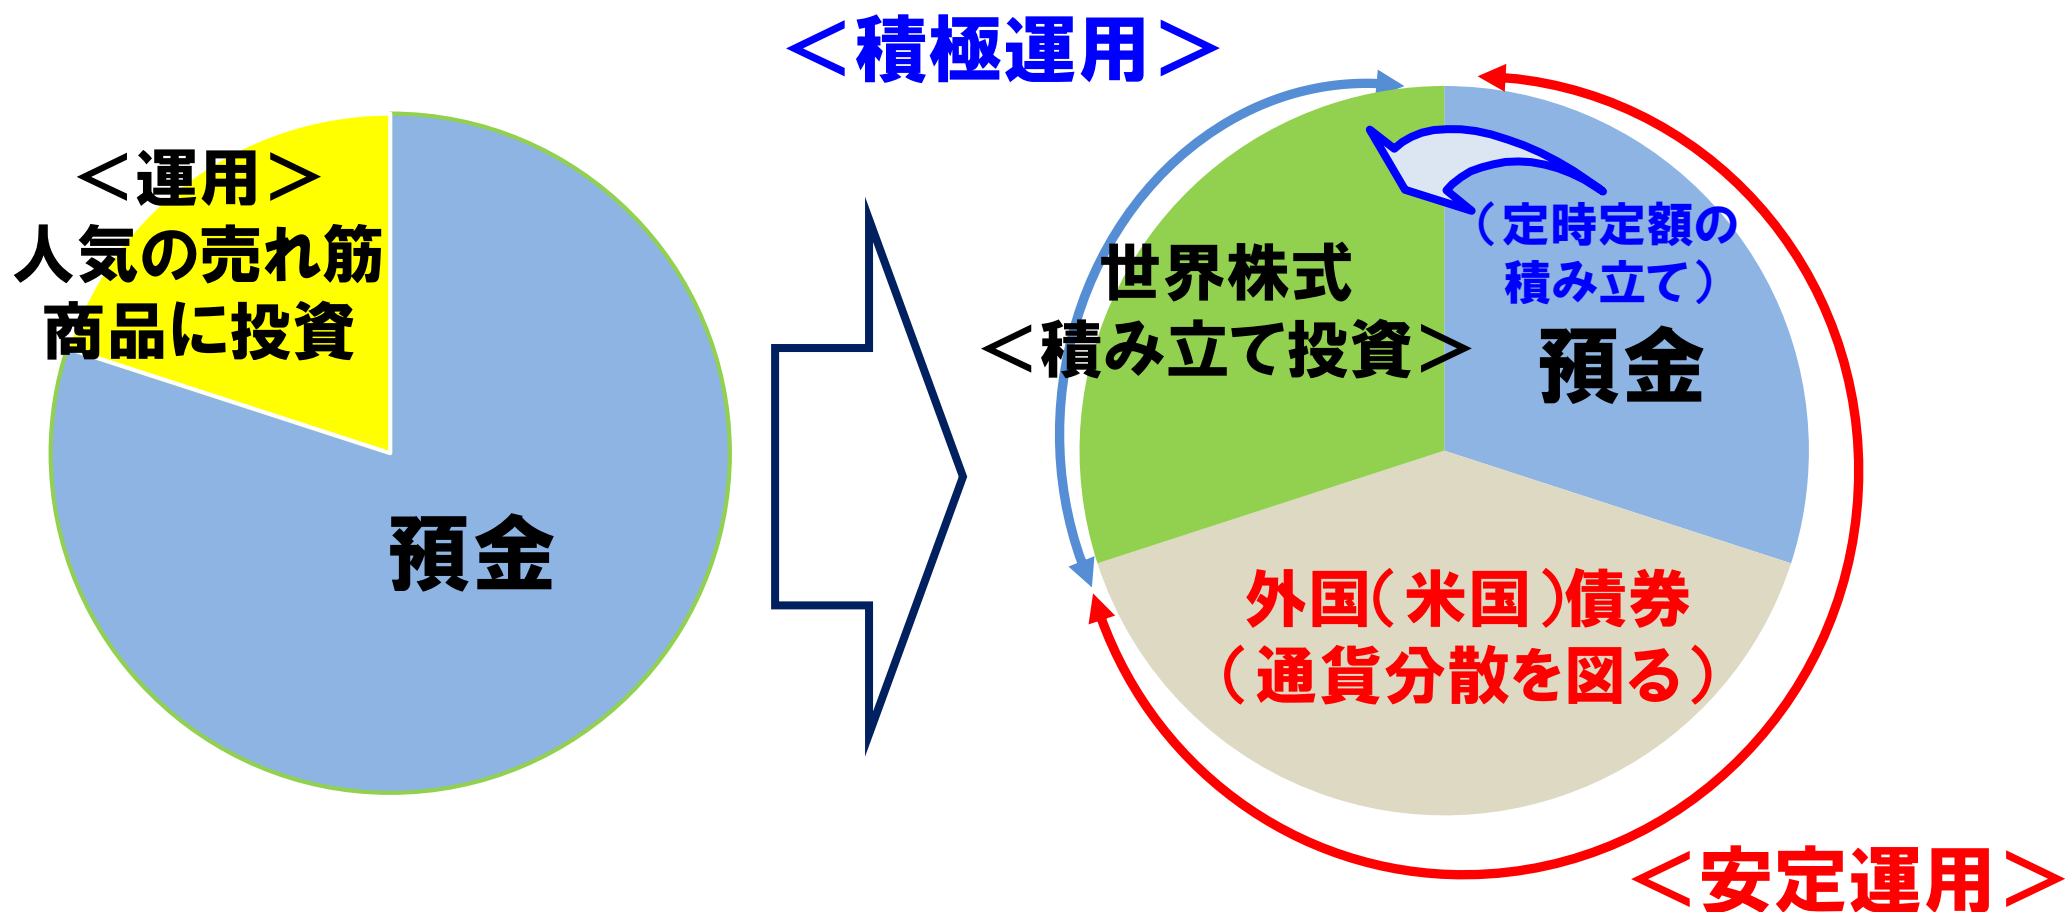 ＜積極運用＞
＜運用＞
人気の売れ筋
商品に投資
預金
世界株式
＜積み立て投資＞
（定時定額の
積み立て）
預金
外国（米国）債券
（通貨分散を図る）
＜安定運用＞